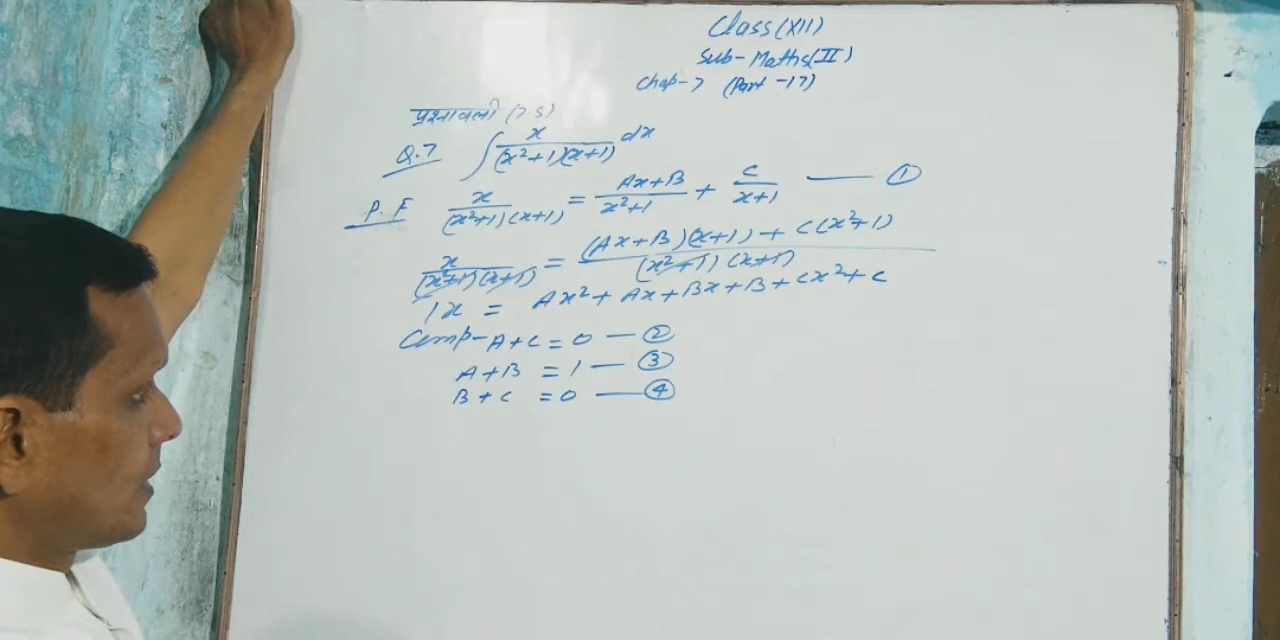 Class (XII)
Sub- Maths (II)
Chap-7 (Part -17)
प्रश्नावली (7 5)
Q.7 ∫ x/(x²+1)(x+1) dx
P.F x/(x²+1)(x+1) = Ax+B/x²+1 + C/x+1 — ①
x/(x²+1)(x+1) = (Ax+B)(x+1) + C(x²+1)/(x²+1)(x+1)
1x = Ax² + Ax + Bx + B + Cx² + C
Comp- A+C = 0 — ②
A+B = 1 — ③
B+C = 0 — ④